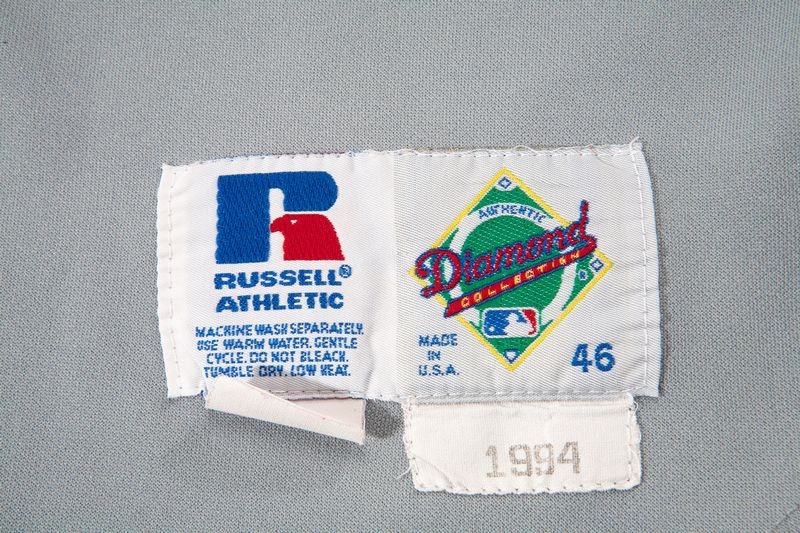 RUSSELL®
ATHLETIC
MACHINE WASH SEPARATELY.
USE WARM WATER. GENTLE
CYCLE. DO NOT BLEACH.
TUMBLE DRY. LOW HEAT.
AUTHENTIC
Diamond
COLLECTION
®
MADE
IN
U.S.A.
46
1994